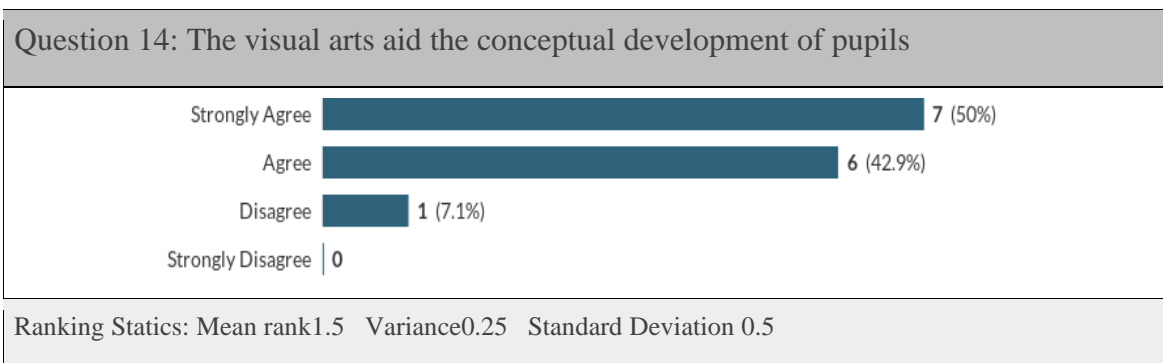 Question 14: The visual arts aid the conceptual development of pupils
Strongly Agree 7 (50%)
Agree 6 (42.9%)
Disagree 1 (7.1%)
Strongly Disagree 0
Ranking Statics: Mean rank1.5 Variance0.25 Standard Deviation 0.5